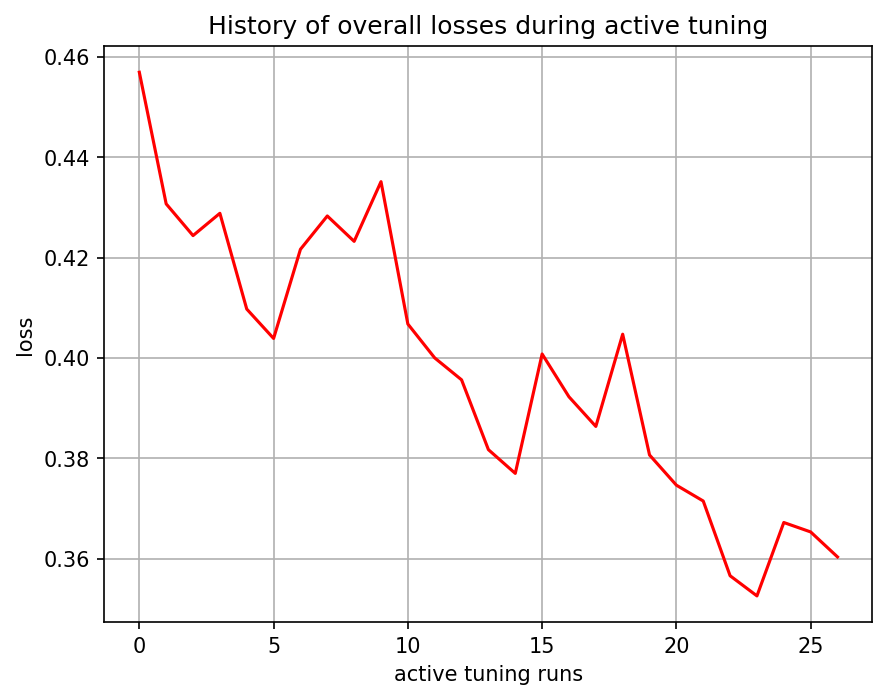 History of overall losses during active tuning
0.46
0.44
0.42
0.40
0.38
0.36
loss
0 5 10 15 20 25
active tuning runs